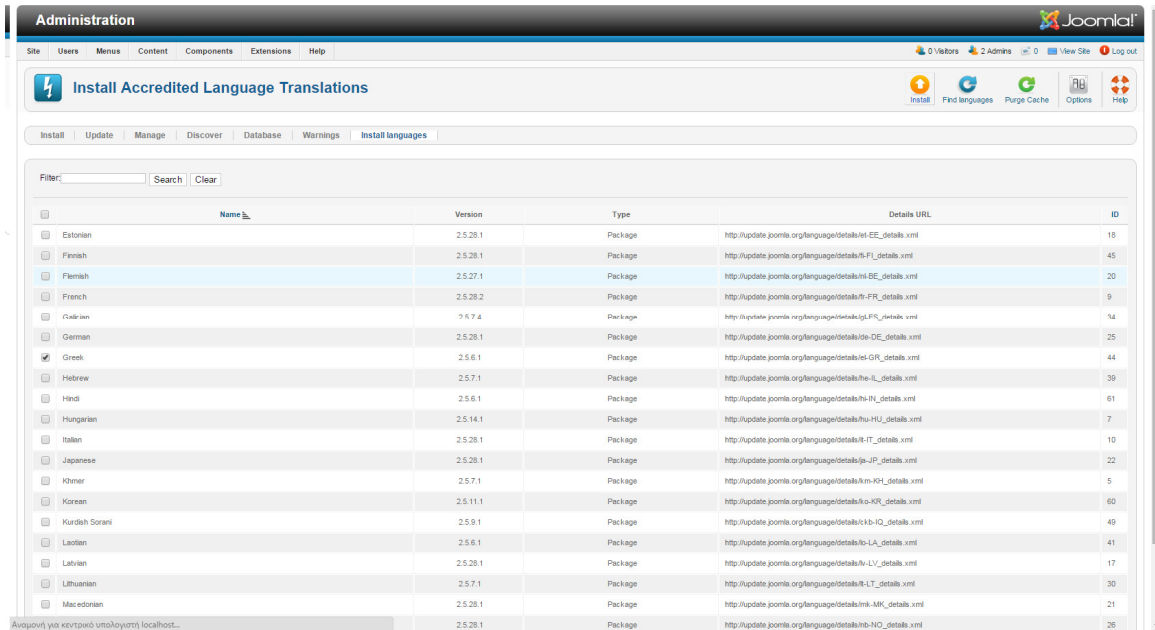 Administration
Joomla!
Site Users Menus Content Components Extensions Help 0 Visitors 2 Admins 0 View Site Log out
Install Accredited Language Translations
Install Find languages Purge Cache Options Help
Install Update Manage Discover Database Warnings Install languages
Filter: Search Clear
Name Version Type Details URL ID
Estonian 2.5.28.1 Package http://update.joomla.org/language/details/et-EE_details.xml 18
Finnish 2.5.28.1 Package http://update.joomla.org/language/details/fi-FI_details.xml 45
Flemish 2.5.27.1 Package http://update.joomla.org/language/details/nl-BE_details.xml 20
French 2.5.28.2 Package http://update.joomla.org/language/details/fr-FR_details.xml 9
Galician 2.5.7.4 Package http://update.joomla.org/language/details/gl-ES_details.xml 34
German 2.5.28.1 Package http://update.joomla.org/language/details/de-DE_details.xml 25
Greek 2.5.6.1 Package http://update.joomla.org/language/details/el-GR_details.xml 44
Hebrew 2.5.7.1 Package http://update.joomla.org/language/details/he-IL_details.xml 39
Hindi 2.5.6.1 Package http://update.joomla.org/language/details/hi-IN_details.xml 61
Hungarian 2.5.14.1 Package http://update.joomla.org/language/details/hu-HU_details.xml 7
Italian 2.5.28.1 Package http://update.joomla.org/language/details/it-IT_details.xml 10
Japanese 2.5.28.1 Package http://update.joomla.org/language/details/ja-JP_details.xml 22
Khmer 2.5.7.1 Package http://update.joomla.org/language/details/km-KH_details.xml 5
Korean 2.5.11.1 Package http://update.joomla.org/language/details/ko-KR_details.xml 60
Kurdish Sorani 2.5.9.1 Package http://update.joomla.org/language/details/ckb-IQ_details.xml 49
Laotian 2.5.6.1 Package http://update.joomla.org/language/details/lo-LA_details.xml 41
Latvian 2.5.28.1 Package http://update.joomla.org/language/details/lv-LV_details.xml 17
Lithuanian 2.5.7.1 Package http://update.joomla.org/language/details/lt-LT_details.xml 30
Macedonian 2.5.28.1 Package http://update.joomla.org/language/details/mk-MK_details.xml 21
Αναμονή για κεντρικό υπολογιστή localhost... 2.5.28.1 Package http://update.joomla.org/language/details/nb-NO_details.xml 26